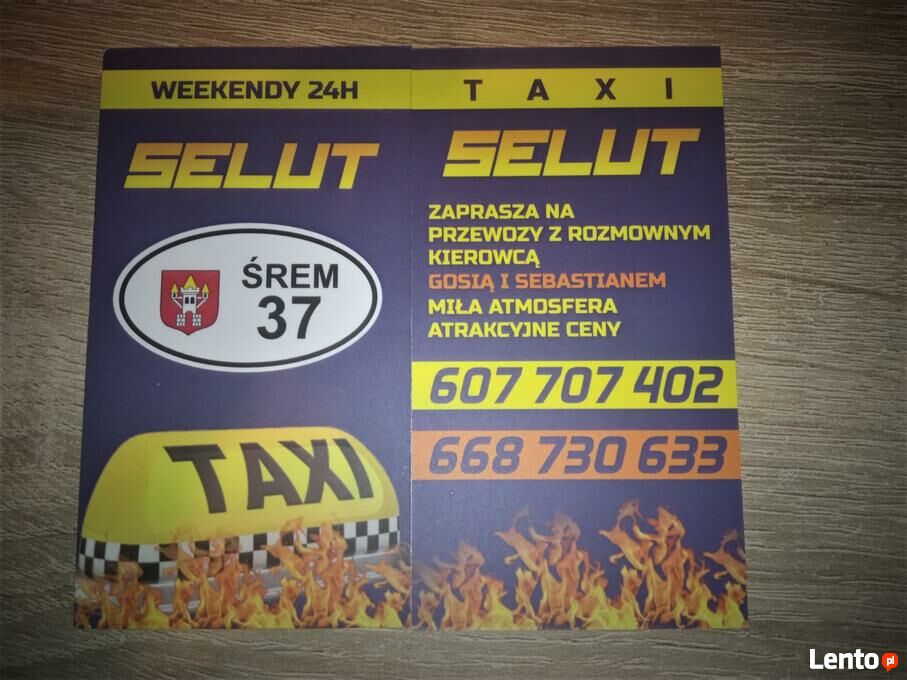 WEEKENDY 24H
SELUT
ŚREM
37
TAXI
TAXI
SELUT
ZAPRASZA NA
PRZEWOZY Z ROZMOWNYM
KIEROWCĄ
GOSIĄ I SEBASTIANEM
MIŁA ATMOSFERA
ATRAKCYJNE CENY
607 707 402
668 730 633
Lento pl